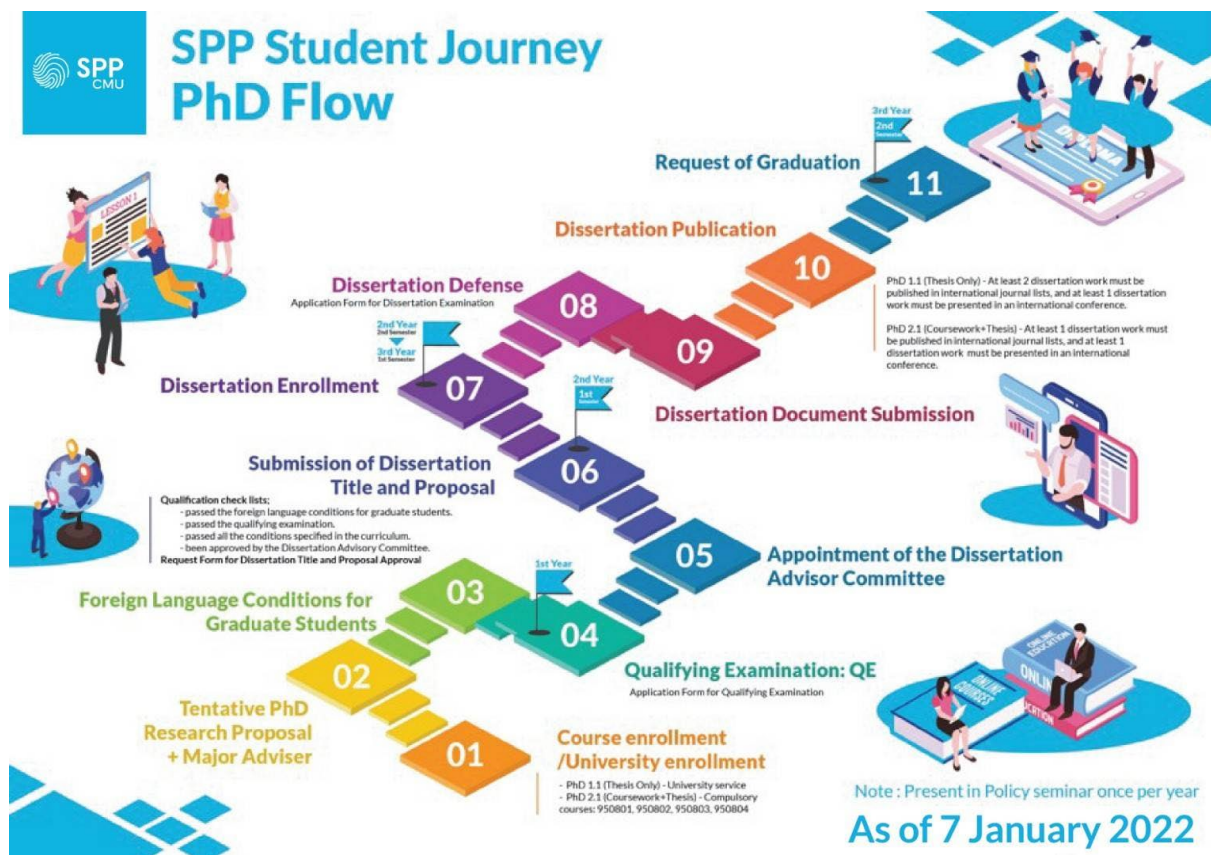 SPP
CMU
SPP Student Journey
PhD Flow
3rd Year
2nd
Semester
Request of Graduation
11
DIPLOMA
LESSON 1
Dissertation Publication
10
PhD 1.1 (Thesis Only) - At least 2 dissertation work must be
published in international journal lists, and at least 1 dissertation
work must be presented in an international conference.
PhD 2.1 (Coursework+Thesis) - At least 1 dissertation work must
be published in international journal lists, and at least 1
dissertation work must be presented in an international
conference.
Dissertation Defense
Application Form for Dissertation Examination
08
09
Dissertation Document Submission
2nd Year
2nd Semester
3rd Year
1st Semester
Dissertation Enrollment
07
2nd Year
1st
Semester
Submission of Dissertation
Title and Proposal
06
Qualification check lists;
- passed the foreign language conditions for graduate students.
- passed the qualifying examination.
- passed all the conditions specified in the curriculum.
- been approved by the Dissertation Advisory Committee.
Request Form for Dissertation Title and Proposal Approval
05
Appointment of the Dissertation
Advisor Committee
1st Year
Foreign Language Conditions for
Graduate Students
03
04
Qualifying Examination: QE
Application Form for Qualifying Examination
02
Tentative PhD
Research Proposal
+ Major Adviser
01
Course enrollment
/University enrollment
- PhD 1.1 (Thesis Only) - University service
- PhD 2.1 (Coursework+Thesis) - Compulsory
courses: 950801, 950802, 950803, 950804
ONLINE
EDUCATION
ONLINE
COURSES
Note : Present in Policy seminar once per year
As of 7 January 2022